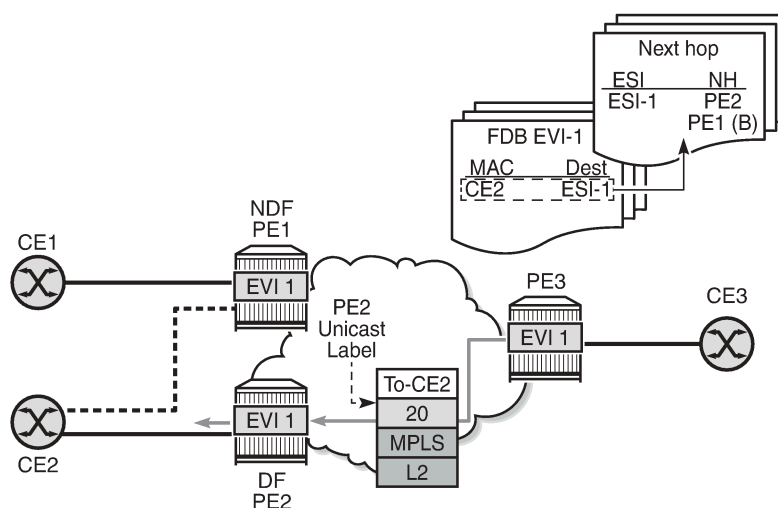 Next hop
ESI NH
ESI-1 PE2
PE1 (B)
FDB EVI-1
MAC Dest
CE2 ESI-1
NDF
PE1
CE1
EVI 1
PE2
Unicast
Label
PE3
EVI 1
CE3
To-CE2
20
MPLS
L2
EVI 1
CE2
DF
PE2